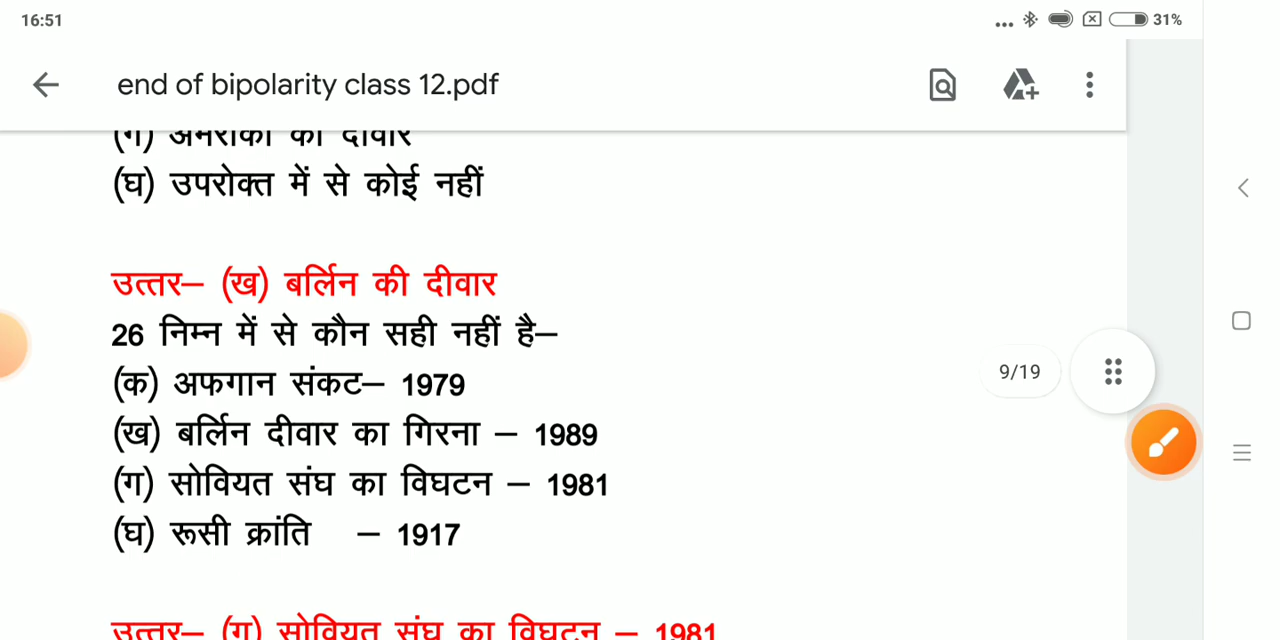 16:51
31%
end of bipolarity class 12.pdf
(ग) अमरीका की दीवार
(घ) उपरोक्त में से कोई नहीं
उत्तर– (ख) बर्लिन की दीवार
26 निम्न में से कौन सही नहीं है–
(क) अफगान संकट– 1979
(ख) बर्लिन दीवार का गिरना – 1989
9/19
(ग) सोवियत संघ का विघटन – 1981
(घ) रूसी क्रांति – 1917
उत्तर– (ग) सोवियत संघ का विघटन – 1981